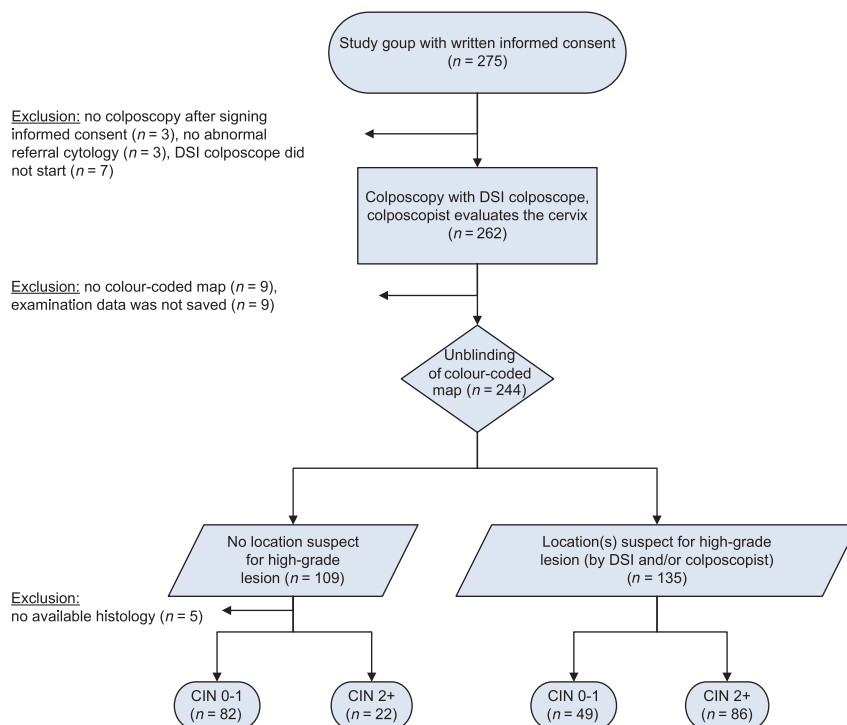 Study goup with written informed consent
(n = 275)
Exclusion: no colposcopy after signing
informed consent (n = 3), no abnormal
referral cytology (n = 3), DSI colposcope did
not start (n = 7)
Colposcopy with DSI colposcope,
colposcopist evaluates the cervix
(n = 262)
Exclusion: no colour-coded map (n = 9),
examination data was not saved (n = 9)
Unblinding
of colour-coded
map (n = 244)
No location suspect
for high-grade
lesion (n = 109)
Location(s) suspect for high-grade
lesion (by DSI and/or colposcopist)
(n = 135)
Exclusion:
no available histology (n = 5)
CIN 0-1
(n = 82)
CIN 2+
(n = 22)
CIN 0-1
(n = 49)
CIN 2+
(n = 86)